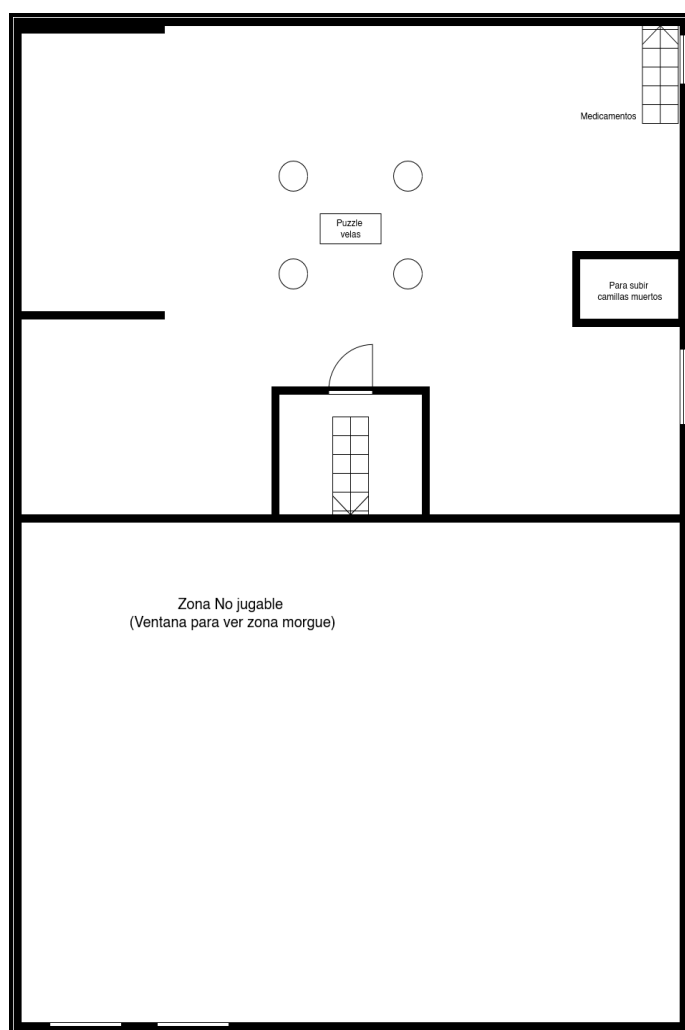 Medicamentos
Puzzle
velas
Para subir
camillas muertos
Zona No jugable
(Ventana para ver zona morgue)